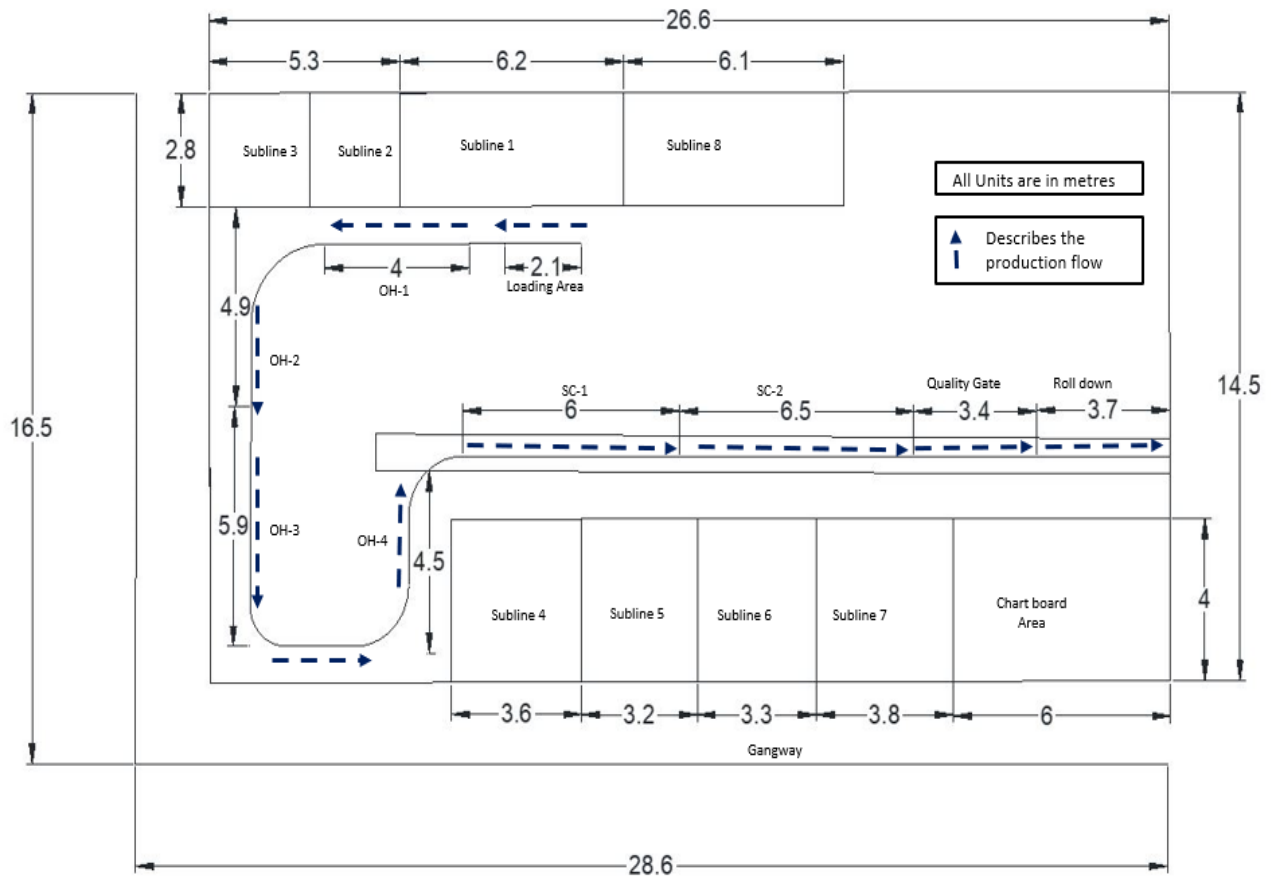 26.6
5.3
6.2
6.1
2.8
Subline 3
Subline 2
Subline 1
Subline 8
All Units are in metres
Describes the
production flow
4
2.1
OH-1
Loading Area
4.9
OH-2
14.5
16.5
SC-1
SC-2
Quality Gate
Roll down
6
6.5
3.4
3.7
5.9
OH-3
OH-4
4.5
Subline 4
Subline 5
Subline 6
Subline 7
Chart board
Area
4
3.6
3.2
3.3
3.8
6
Gangway
28.6